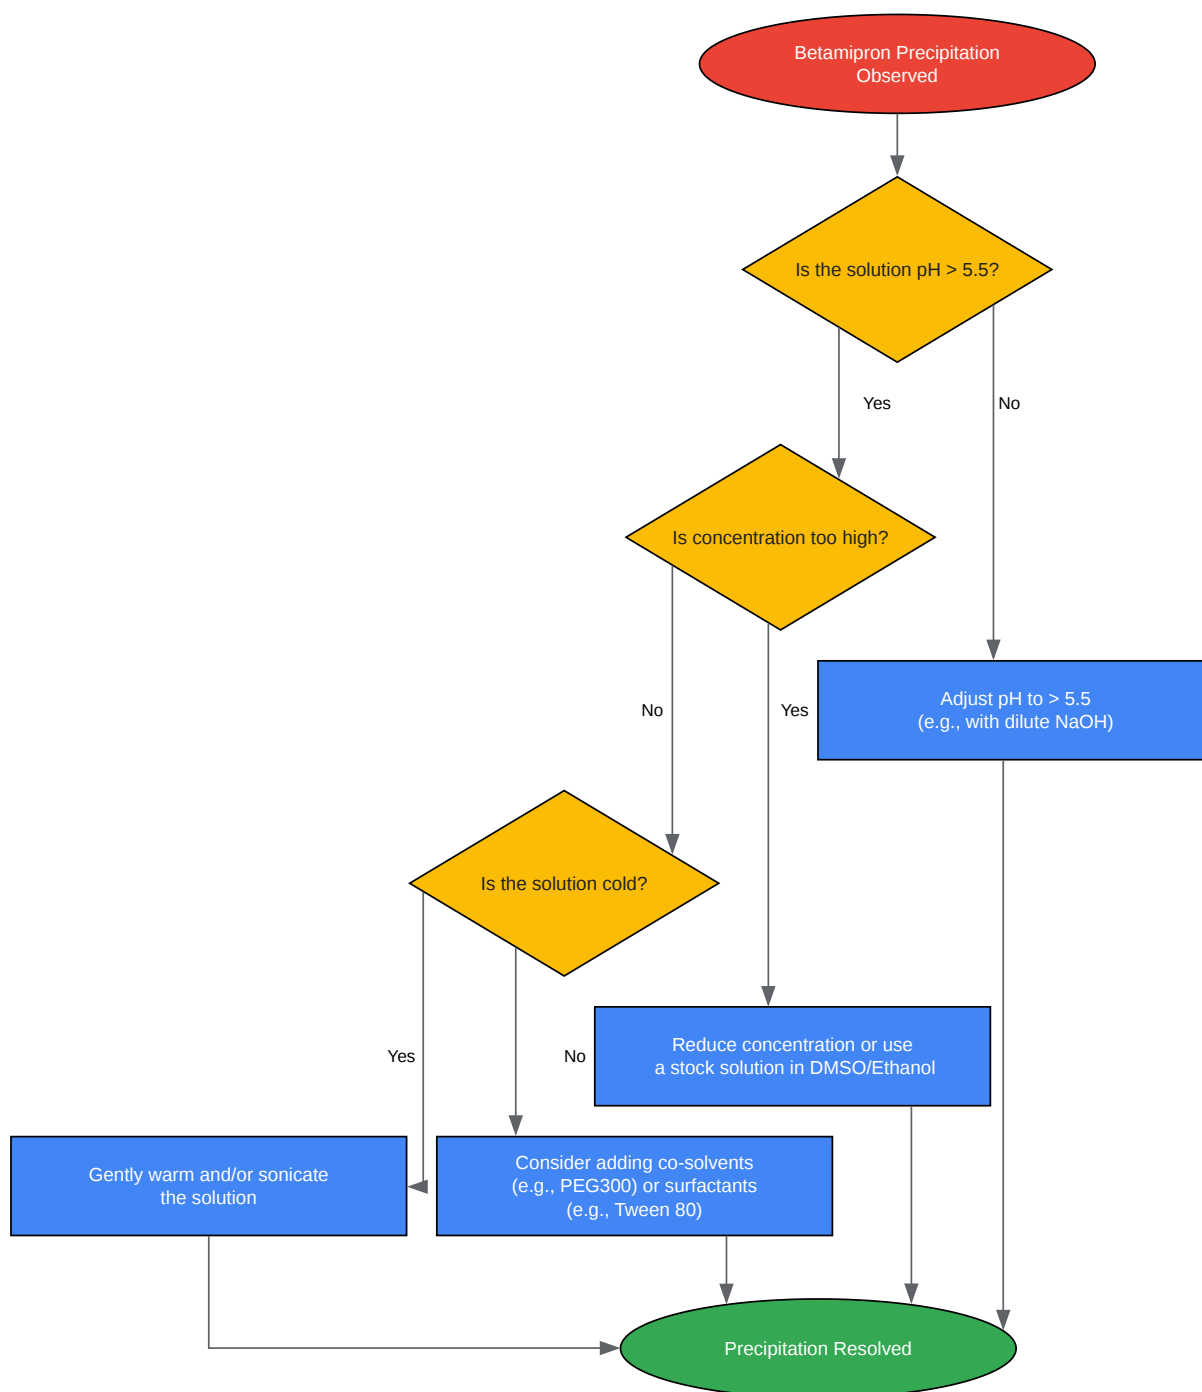 Betamipron Precipitation
Observed
Is the solution pH > 5.5?
Yes
No
Is concentration too high?
No
Yes
Adjust pH to > 5.5
(e.g., with dilute NaOH)
Is the solution cold?
Yes
No
Reduce concentration or use
a stock solution in DMSO/Ethanol
Gently warm and/or sonicate
the solution
Consider adding co-solvents
(e.g., PEG300) or surfactants
(e.g., Tween 80)
Precipitation Resolved